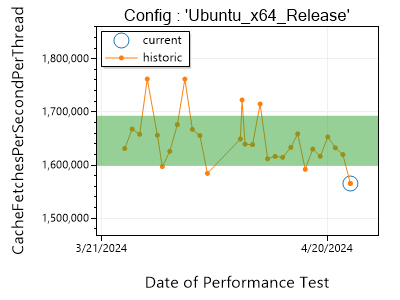 Config : 'Ubuntu_x64_Release'
CacheFetchesPerSecondPerThread
current
historic
1,800,000
1,700,000
1,600,000
1,500,000
3/21/2024
4/20/2024
Date of Performance Test